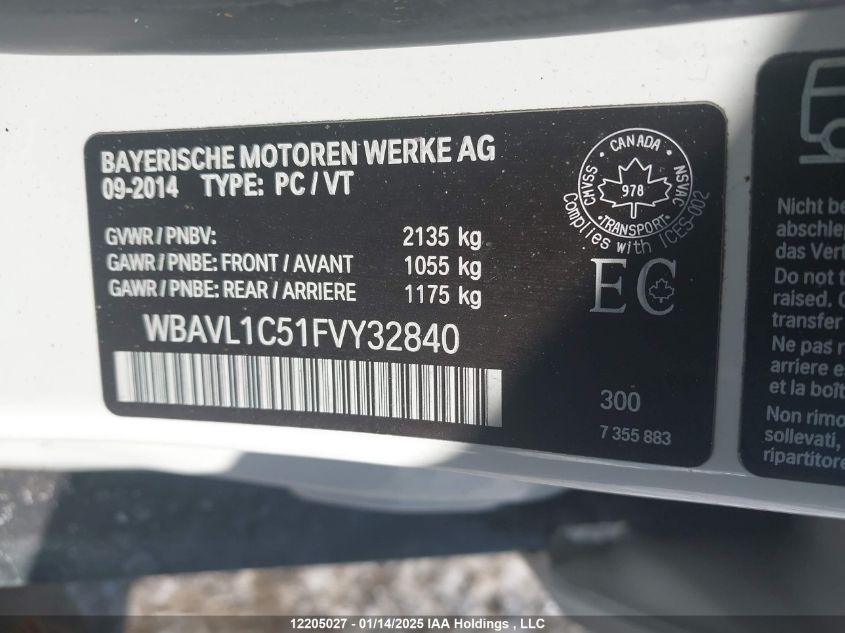 BAYERISCHE MOTOREN WERKE AG
09-2014 TYPE: PC / VT
GVWR / PNBV: 2135 kg
GAWR / PNBE: FRONT / AVANT 1055 kg
GAWR / PNBE: REAR / ARRIERE 1175 kg
WBAVL1C51FVY32840
CANADA
CMVSS NSVAC
978
TRANSPORT
Complies with ICES-002
EC
300
7 355 883
Nicht be
abschlep
das Vert
Do not t
raised.
transfer
Ne pas r
arriere e
et la boît
Non rimo
sollevati,
ripartitore
12205027 - 01/14/2025 IAA Holdings , LLC